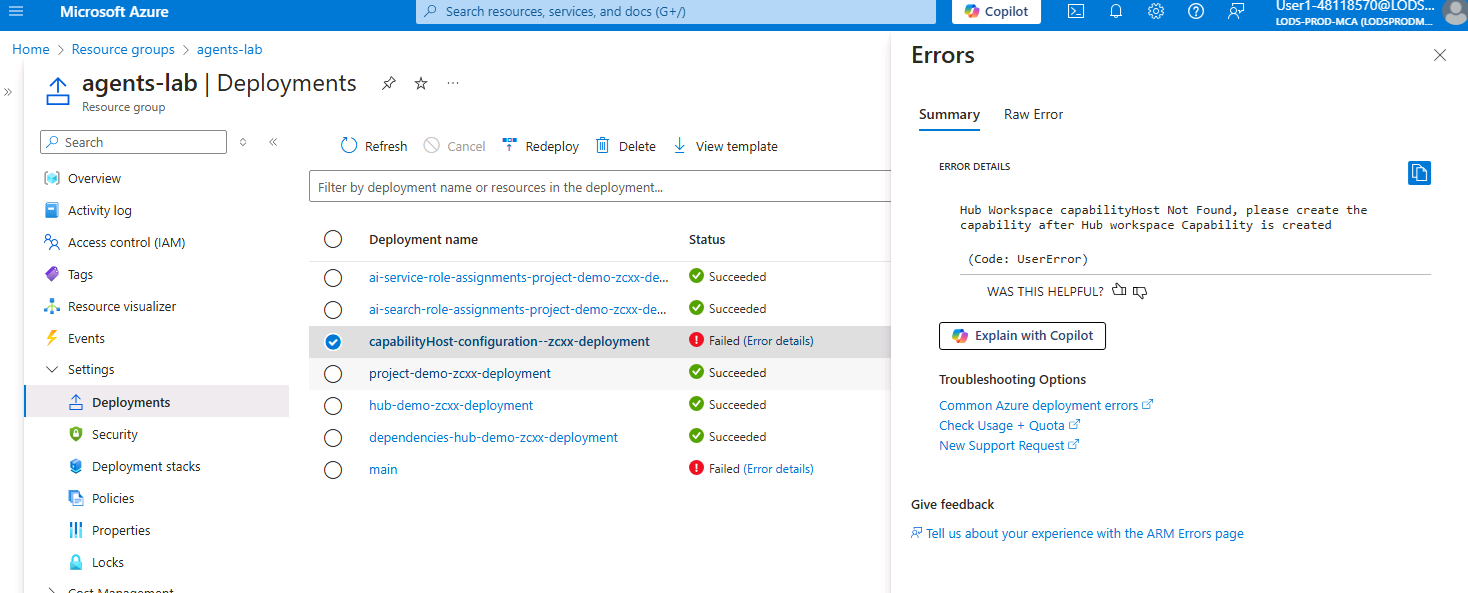 Microsoft Azure
Search resources, services, and docs (G+/)
Copilot
User1-48118570@LODS...
LODS-PROD-MCA (LODSPRODM...
Home > Resource groups > agents-lab
agents-lab | Deployments
Resource group
Search
Overview
Activity log
Access control (IAM)
Tags
Resource visualizer
Events
Settings
Deployments
Security
Deployment stacks
Policies
Properties
Locks
Cost Management
Refresh Cancel Redeploy Delete View template
Filter by deployment name or resources in the deployment...
Deployment name Status
ai-service-role-assignments-project-demo-zcxx-de... Succeeded
ai-search-role-assignments-project-demo-zcxx-de... Succeeded
capabilityHost-configuration--zcxx-deployment Failed (Error details)
project-demo-zcxx-deployment Succeeded
hub-demo-zcxx-deployment Succeeded
dependencies-hub-demo-zcxx-deployment Succeeded
main Failed (Error details)
Errors
Summary Raw Error
ERROR DETAILS
Hub Workspace capabilityHost Not Found, please create the
capability after Hub workspace Capability is created
(Code: UserError)
WAS THIS HELPFUL?
Explain with Copilot
Troubleshooting Options
Common Azure deployment errors
Check Usage + Quota
New Support Request
Give feedback
Tell us about your experience with the ARM Errors page